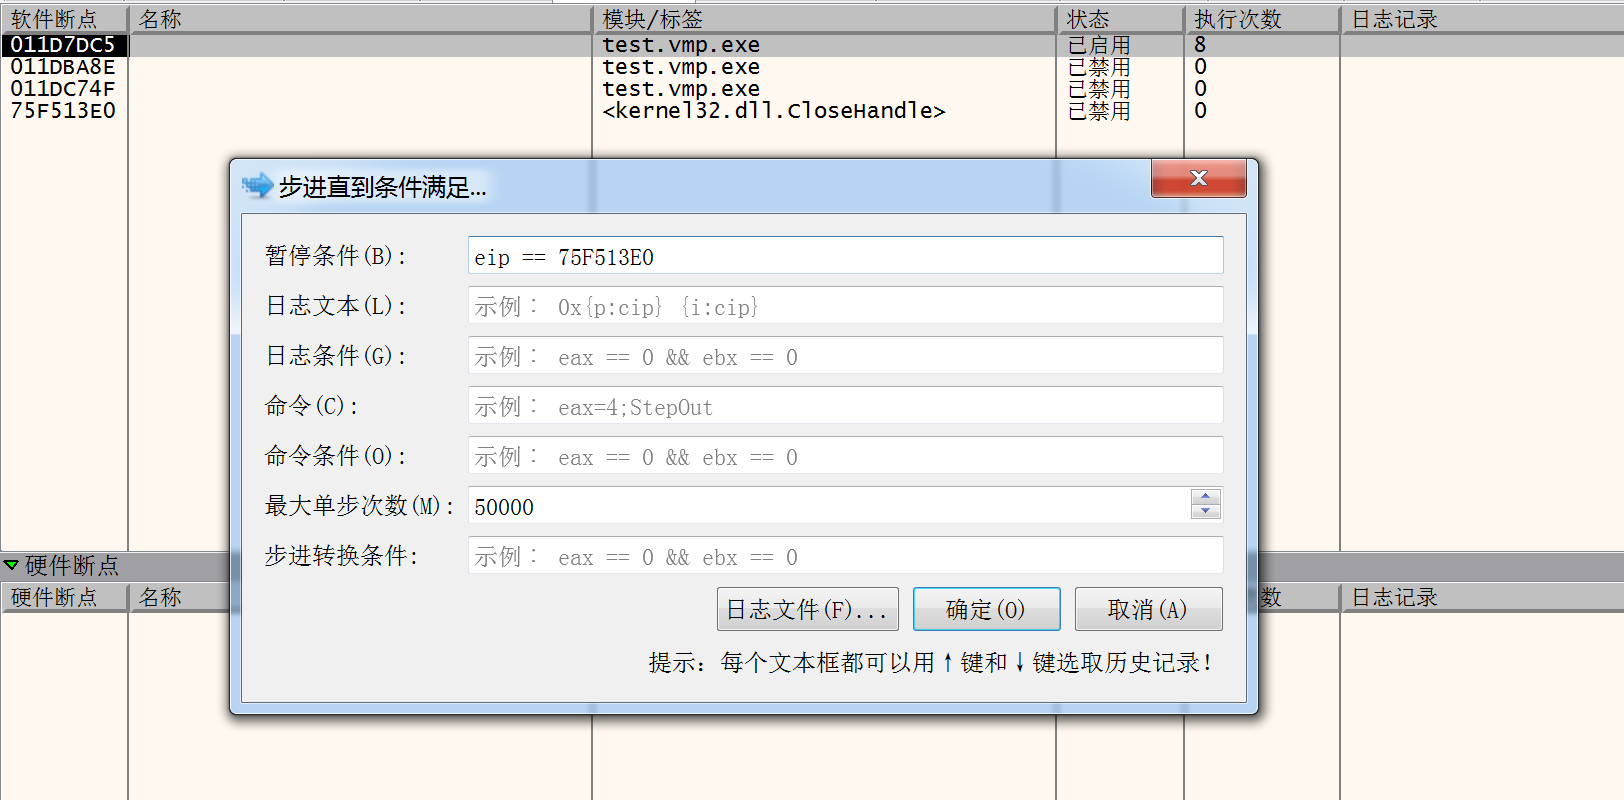 软件断点 名称 模块/标签 状态 执行次数 日志记录
011D7DC5 test.vmp.exe 已启用 8
011DBA8E test.vmp.exe 已禁用 0
011DC74F test.vmp.exe 已禁用 0
75F513E0 <kernel32.dll.CloseHandle> 已禁用 0
步进直到条件满足...
暂停条件(B): eip == 75F513E0
日志文本(L): 示例： 0x{p:cip} {i:cip}
日志条件(G): 示例： eax == 0 && ebx == 0
命令(C): 示例： eax=4;StepOut
命令条件(O): 示例： eax == 0 && ebx == 0
最大单步次数(M): 50000
步进转换条件: 示例： eax == 0 && ebx == 0
硬件断点
硬件断点 名称 数 日志记录
日志文件(F)... 确定(O) 取消(A)
提示: 每个文本框都可以用↑键和↓键选取历史记录!